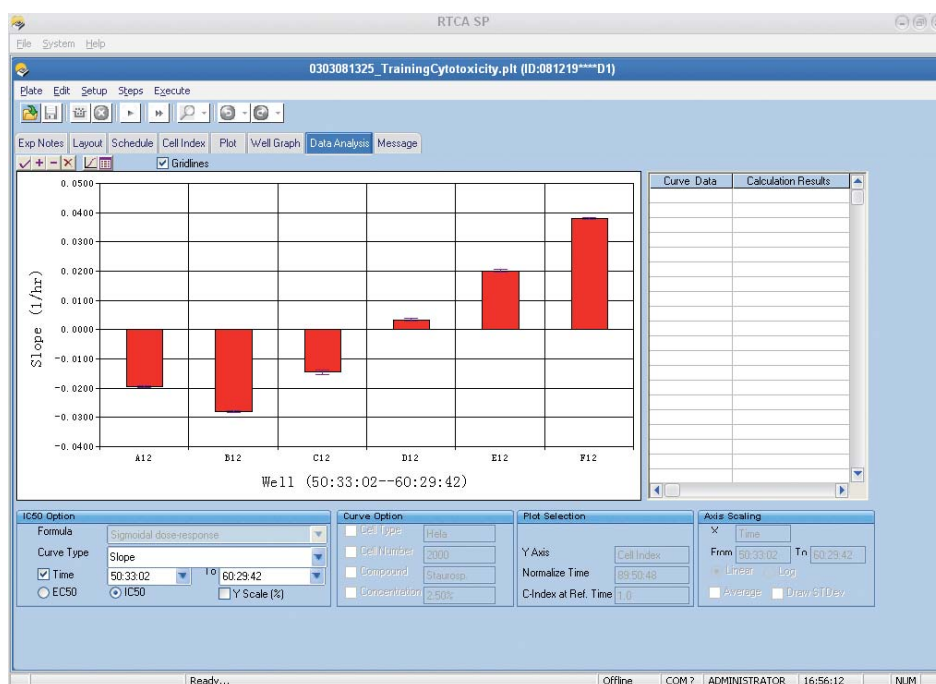 RTCA SP
File System Help
0303081325_TrainingCytotoxicity.plt (ID:081219****D1)
Plate Edit Setup Steps Execute
Exp Notes Layout Schedule Cell Index Plot Well Graph Data Analysis Message
Gridlines
Curve Data Calculation Results
0.0500
0.0400
0.0300
0.0200
0.0100
0.0000
-0.0100
-0.0200
-0.0300
-0.0400
Slope (1/hr)
A12 B12 C12 D12 E12 F12
Well (50:33:02--60:29:42)
IC50 Option
Formula Sigmoidal dose-response
Curve Type Slope
Time 50:33:02 To 60:29:42
EC50 IC50 Y Scale (%)
Curve Option
Cell Type Hela
Cell Number 2000
Compound Staurosp.
Concentration 2.50%
Plot Selection
Y Axis Cell Index
Normalize Time 89:50:48
C-Index at Ref. Time 1.0
Axis Scaling
X Time
From 50:33:02 To 60:29:42
Linear Log
Average Draw STDev
Ready... Offline COM ? ADMINISTRATOR 16:56:12 NUM